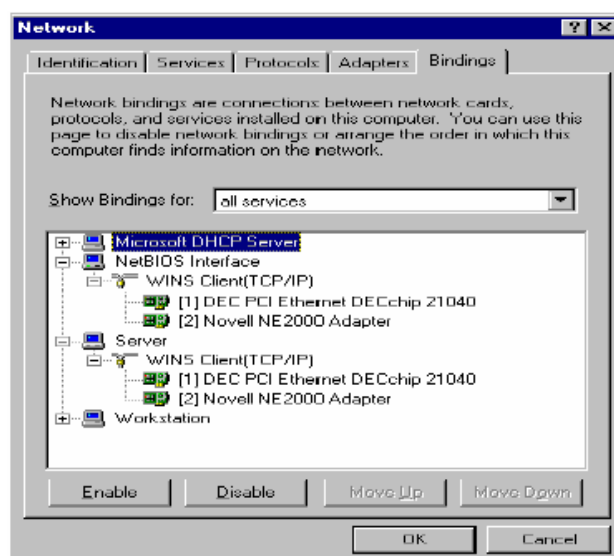 Network
Identification Services Protocols Adapters Bindings
Network bindings are connections between network cards,
protocols, and services installed on this computer. You can use this
page to disable network bindings or arrange the order in which this
computer finds information on the network.
Show Bindings for: all services
Microsoft DHCP Server
NetBIOS Interface
WINS Client(TCP/IP)
[1] DEC PCI Ethernet DECchip 21040
[2] Novell NE2000 Adapter
Server
WINS Client(TCP/IP)
[1] DEC PCI Ethernet DECchip 21040
[2] Novell NE2000 Adapter
Workstation
Enable Disable Move Up Move Down
OK Cancel